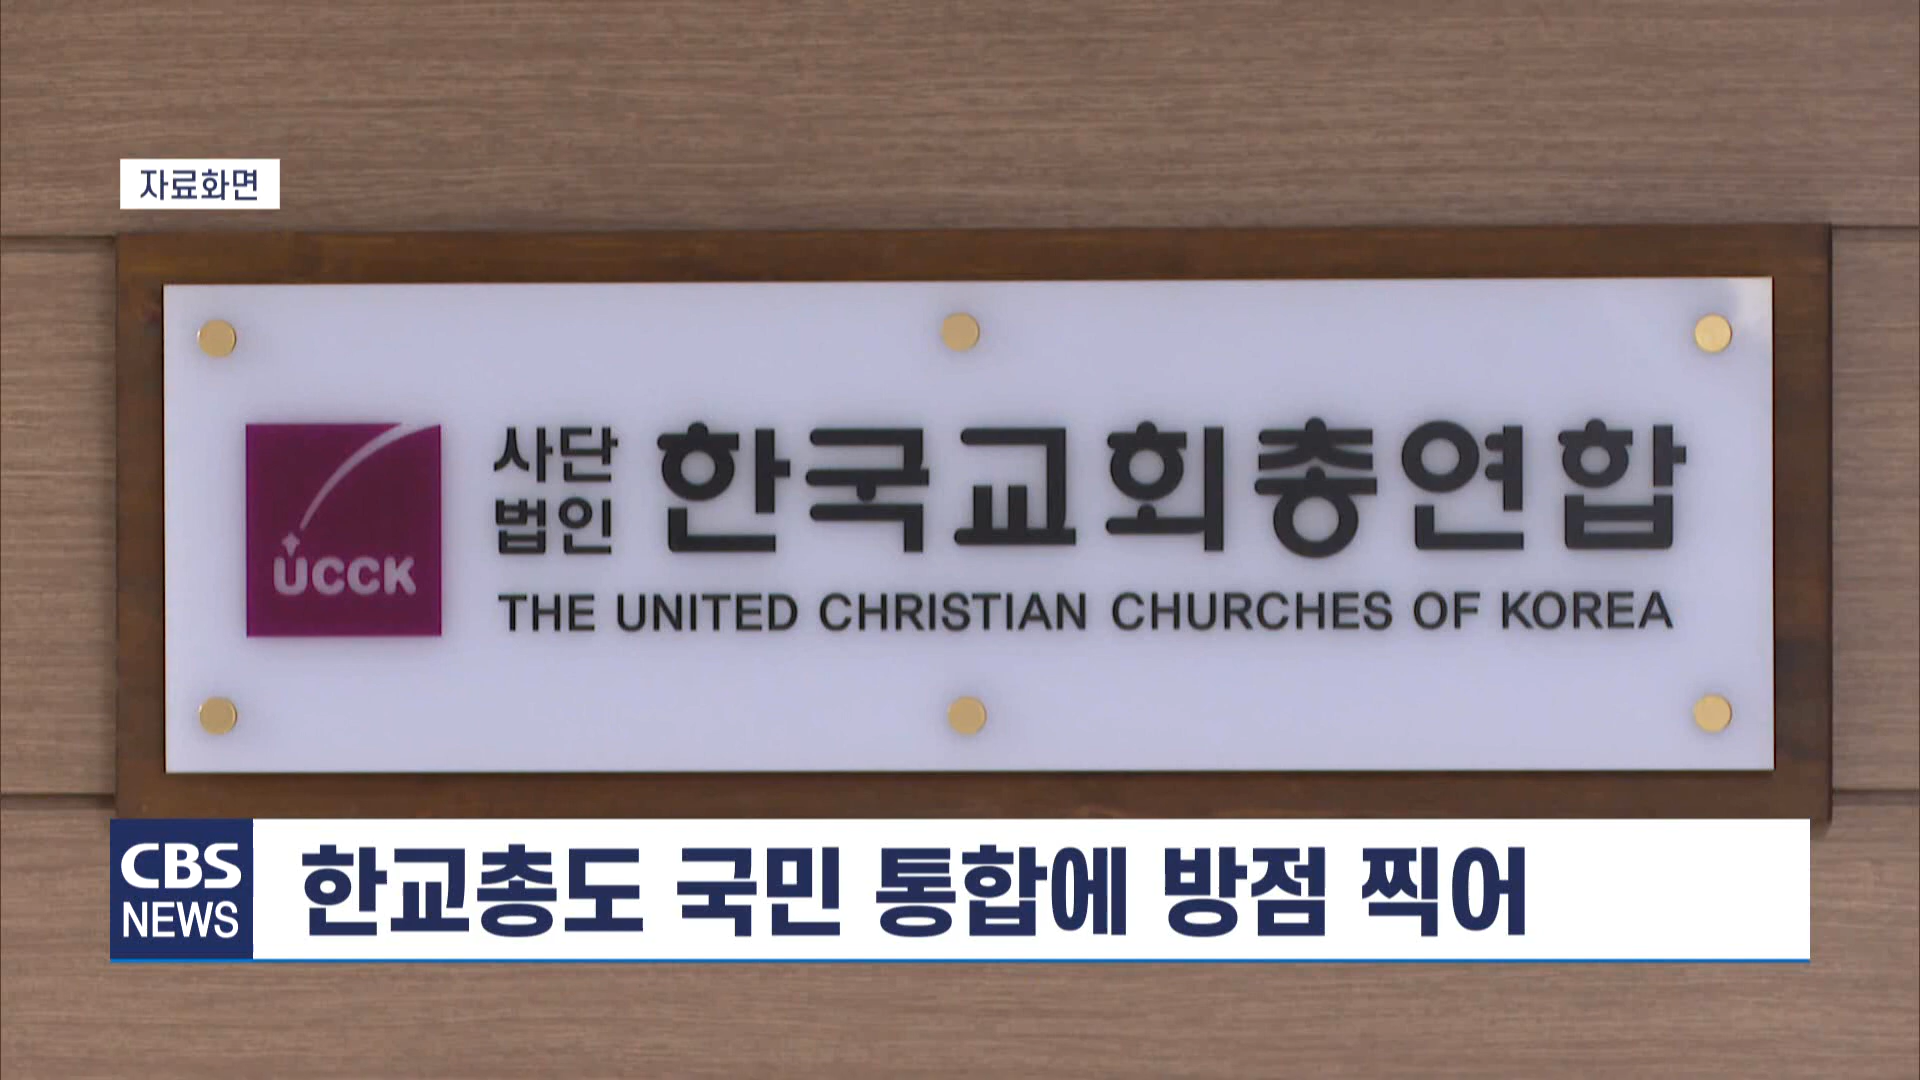 자료화면
사단
법인
한국교회총연합
UCCK
THE UNITED CHRISTIAN CHURCHES OF KOREA
CBS
NEWS
한교총도 국민 통합에 방점 찍어